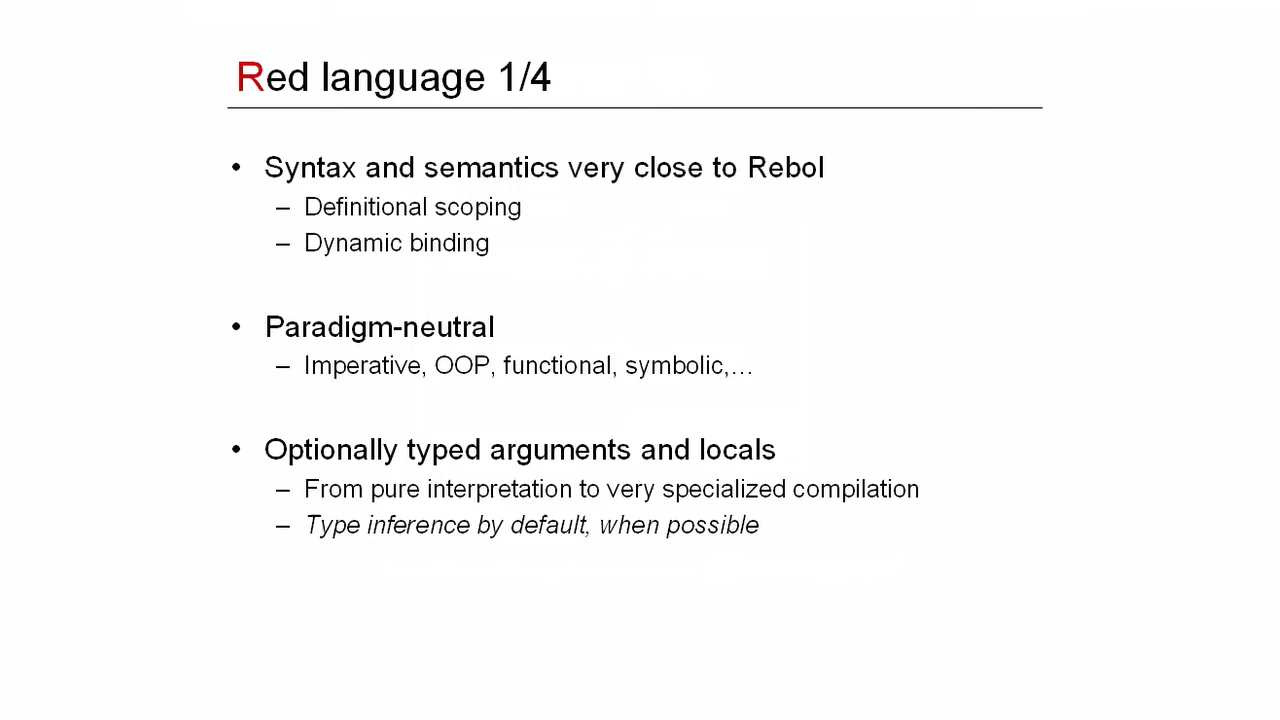 Red language 1/4
• Syntax and semantics very close to Rebol
– Definitional scoping
– Dynamic binding
• Paradigm-neutral
– Imperative, OOP, functional, symbolic,…
• Optionally typed arguments and locals
– From pure interpretation to very specialized compilation
– Type inference by default, when possible